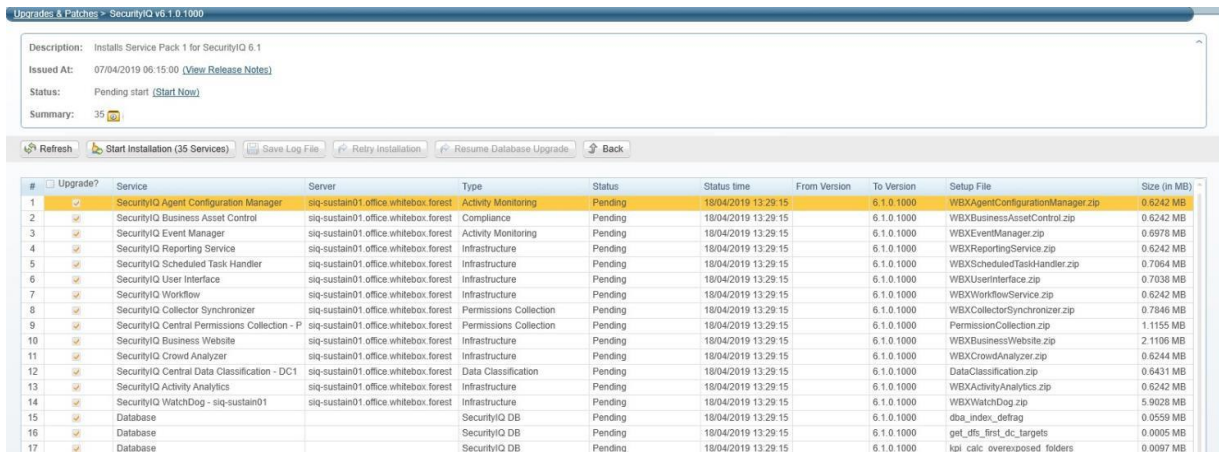 Upgrades & Patches > SecurityIQ v6.1.0.1000
Description: Installs Service Pack 1 for SecurityIQ 6.1
Issued At: 07/04/2019 06:15:00 (View Release Notes)
Status: Pending start (Start Now)
Summary: 35
Refresh Start Installation (35 Services) Save Log File Retry Installation Resume Database Upgrade Back
# Upgrade? Service Server Type Status Status time From Version To Version Setup File Size (in MB)
1 SecurityIQ Agent Configuration Manager siq-sustain01.office.whitebox.forest Activity Monitoring Pending 18/04/2019 13:29:15 6.1.0.1000 WBXAgentConfigurationManager.zip 0.6242 MB
2 SecurityIQ Business Asset Control siq-sustain01.office.whitebox.forest Compliance Pending 18/04/2019 13:29:15 6.1.0.1000 WBXBusinessAssetControl.zip 0.6242 MB
3 SecurityIQ Event Manager siq-sustain01.office.whitebox.forest Activity Monitoring Pending 18/04/2019 13:29:15 6.1.0.1000 WBXEventManager.zip 0.6978 MB
4 SecurityIQ Reporting Service siq-sustain01.office.whitebox.forest Infrastructure Pending 18/04/2019 13:29:15 6.1.0.1000 WBXReportingService.zip 0.6242 MB
5 SecurityIQ Scheduled Task Handler siq-sustain01.office.whitebox.forest Infrastructure Pending 18/04/2019 13:29:15 6.1.0.1000 WBXScheduledTaskHandler.zip 0.7064 MB
6 SecurityIQ User Interface siq-sustain01.office.whitebox.forest Infrastructure Pending 18/04/2019 13:29:15 6.1.0.1000 WBXUserInterface.zip 0.7038 MB
7 SecurityIQ Workflow siq-sustain01.office.whitebox.forest Infrastructure Pending 18/04/2019 13:29:15 6.1.0.1000 WBXWorkflowService.zip 0.6242 MB
8 SecurityIQ Collector Synchronizer siq-sustain01.office.whitebox.forest Permissions Collection Pending 18/04/2019 13:29:15 6.1.0.1000 WBXCollectorSynchronizer.zip 0.7846 MB
9 SecurityIQ Central Permissions Collection - P siq-sustain01.office.whitebox.forest Permissions Collection Pending 18/04/2019 13:29:15 6.1.0.1000 PermissionCollection.zip 1.1155 MB
10 SecurityIQ Business Website siq-sustain01.office.whitebox.forest Infrastructure Pending 18/04/2019 13:29:15 6.1.0.1000 WBXBusinessWebsite.zip 2.1106 MB
11 SecurityIQ Crowd Analyzer siq-sustain01.office.whitebox.forest Infrastructure Pending 18/04/2019 13:29:15 6.1.0.1000 WBXCrowdAnalyzer.zip 0.6244 MB
12 SecurityIQ Central Data Classification - DC1 siq-sustain01.office.whitebox.forest Data Classification Pending 18/04/2019 13:29:15 6.1.0.1000 DataClassification.zip 0.6431 MB
13 SecurityIQ Activity Analytics siq-sustain01.office.whitebox.forest Infrastructure Pending 18/04/2019 13:29:15 6.1.0.1000 WBXActivityAnalytics.zip 0.6242 MB
14 SecurityIQ WatchDog - siq-sustain01 siq-sustain01.office.whitebox.forest Infrastructure Pending 18/04/2019 13:29:15 6.1.0.1000 WBXWatchDog.zip 5.9028 MB
15 Database SecurityIQ DB Pending 18/04/2019 13:29:15 6.1.0.1000 dba_index_defrag 0.0559 MB
16 Database SecurityIQ DB Pending 18/04/2019 13:29:15 6.1.0.1000 get_dfs_first_dc_targets 0.0005 MB
17 Database SecurityIQ DB Pending 18/04/2019 13:29:15 6.1.0.1000 kpi_calc_overexposed_folders 0.0097 MB